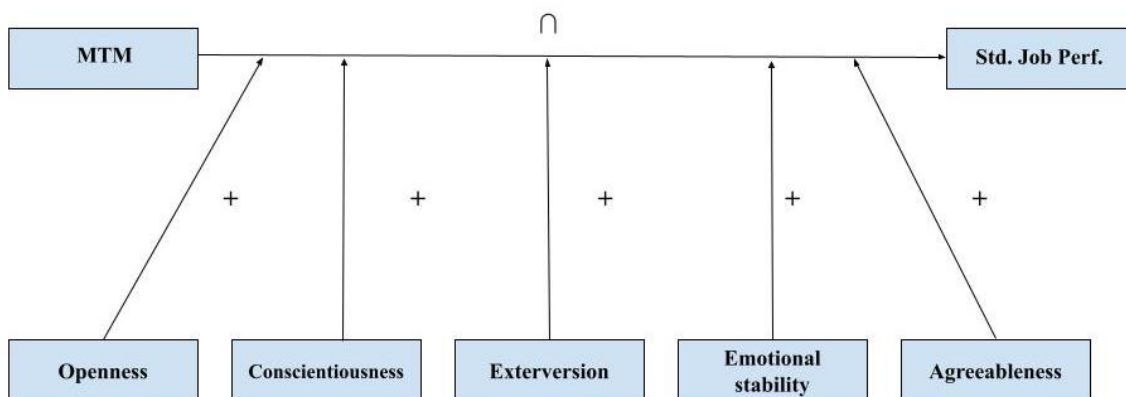 ∩
MTM
Std. Job Perf.
+ + + + +
Openness
Conscientiousness
Exterversion
Emotional
stability
Agreeableness